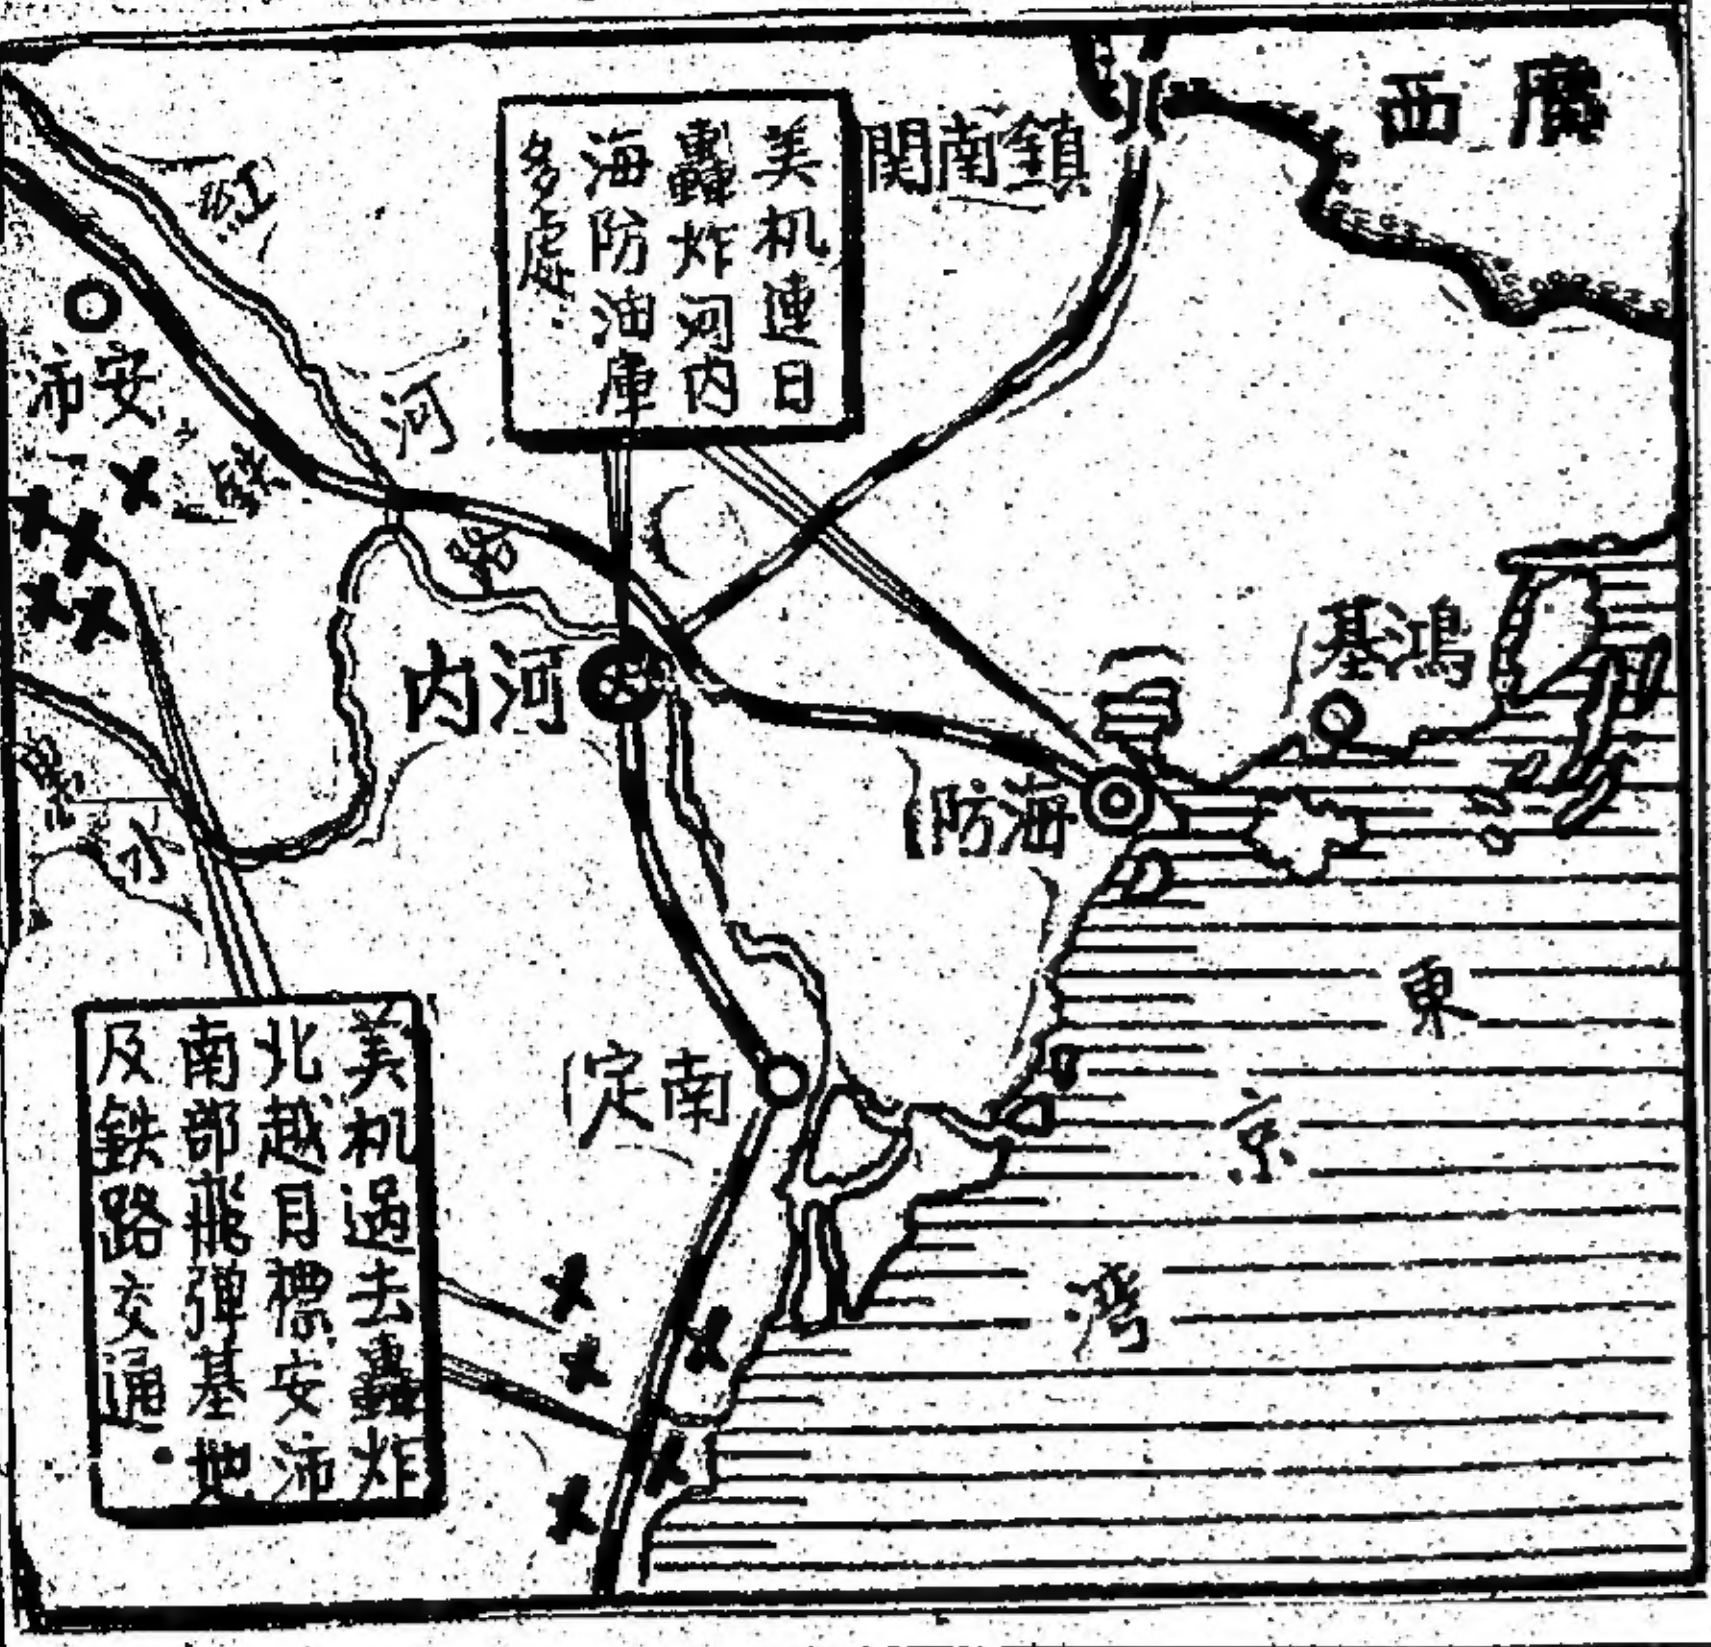 廣西
鎮南関
美机連日
轟炸河内
海防油庫
多處.
紅
河
安沛
鉄
路
河内
鴻基
海防
黑
水
東
京
湾
南定
美机過去轟炸
北越目標安沛
南部飛弹基地
及鉄路交通.